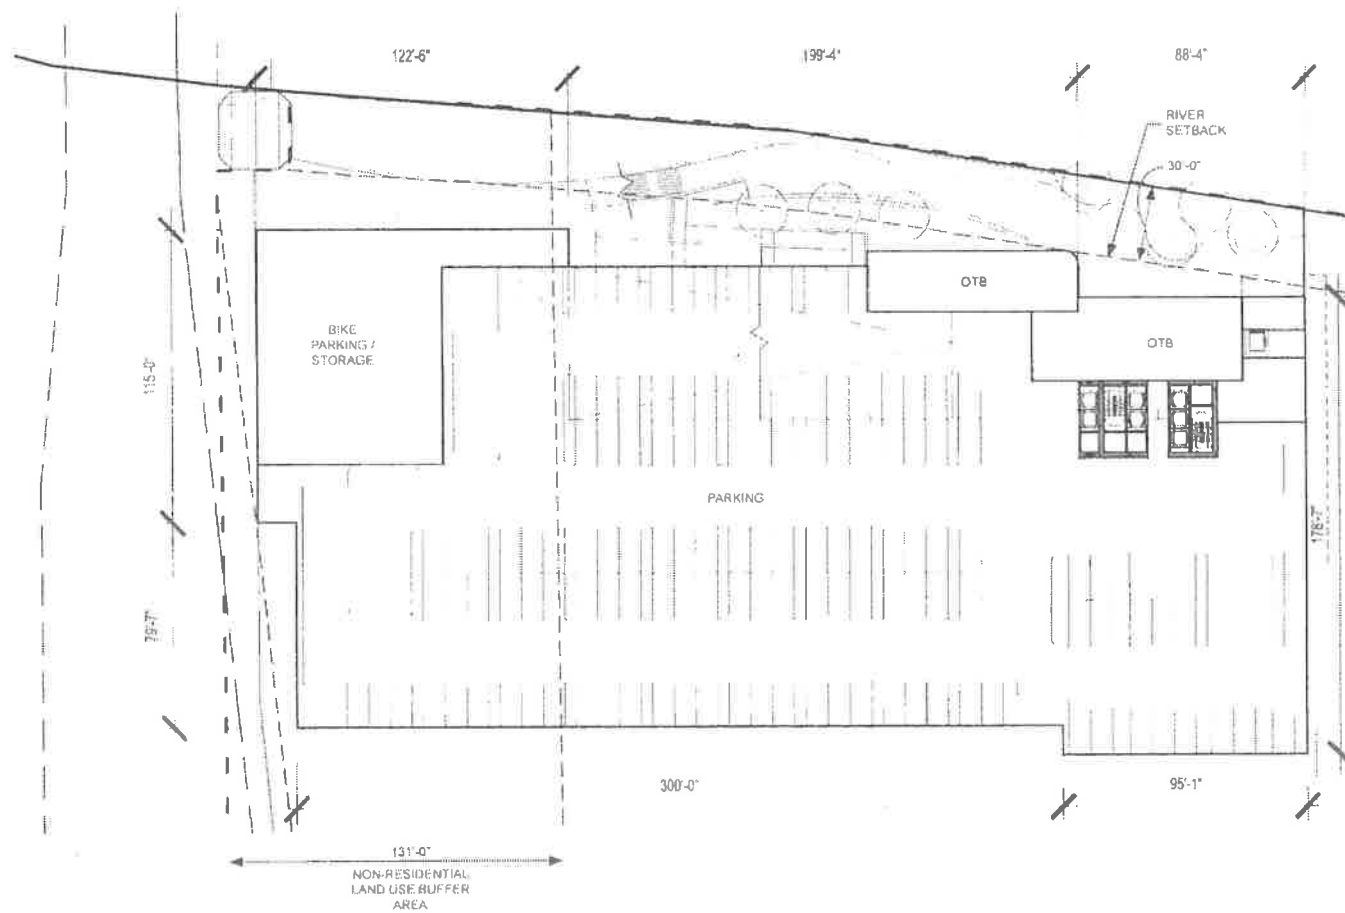 122'-6"
199'-4"
88'-4"
RIVER
SETBACK
30'-0"
OTB
OTB
BIKE
PARKING /
STORAGE
115'-0"
PARKING
178'-7"
79'-7"
300'-0"
95'-1"
131'-0"
NON-RESIDENTIAL
LAND USE BUFFER
AREA